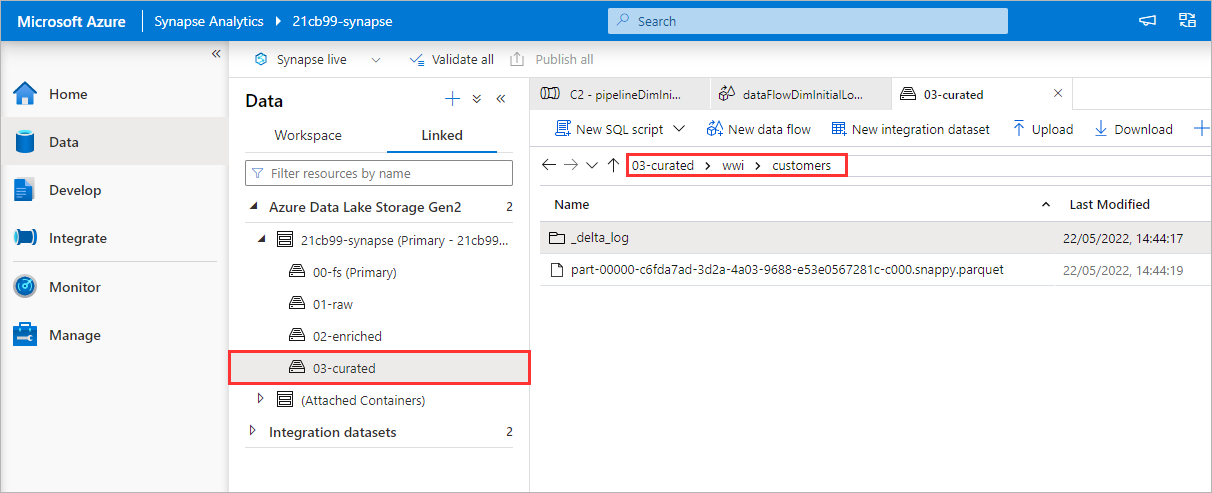 Microsoft Azure Synapse Analytics 21cb99-synapse Search
Synapse live Validate all Publish all
Home
Data
Develop
Integrate
Monitor
Manage
Data
Workspace Linked
Filter resources by name
Azure Data Lake Storage Gen2 2
21cb99-synapse (Primary - 21cb99...
00-fs (Primary)
01-raw
02-enriched
03-curated
(Attached Containers)
Integration datasets 2
C2 - pipelineDimIni... dataFlowDimInitialLo... 03-curated
New SQL script New data flow New integration dataset Upload Download
03-curated wwi customers
Name Last Modified
_delta_log 22/05/2022, 14:44:17
part-00000-c6fda7ad-3d2a-4a03-9688-e53e0567281c-c000.snappy.parquet 22/05/2022, 14:44:19